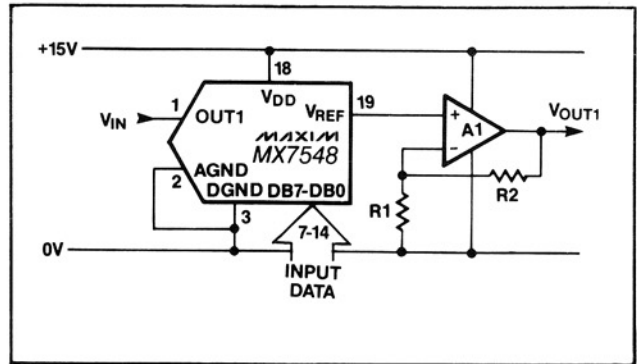 +15V
18
1
19
VDD
VIN
OUT1
VREF
+
A1
VOUT1
MAXIM
MX7548
−
AGND
2
DGND DB7-DB0
R2
R1
3
7-14
0V
INPUT
DATA